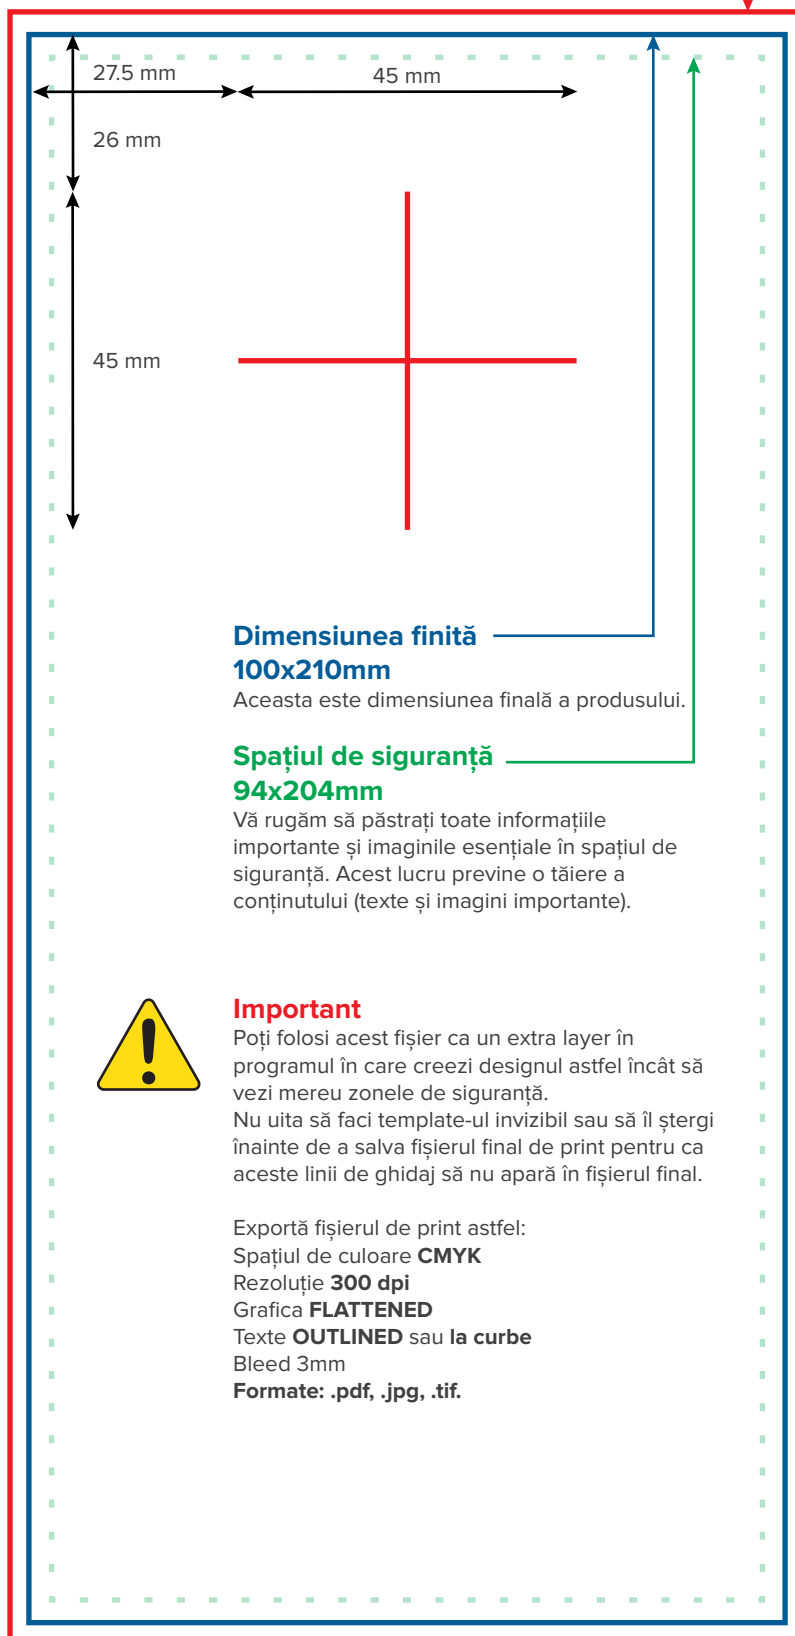 27.5 mm
45 mm
26 mm
45 mm
Dimensiunea finită
100x210mm
Aceasta este dimensiunea finală a produsului.
Spațiul de siguranță
94x204mm
Vă rugăm să păstrați toate informațiile
importante și imaginile esențiale în spațiul de
siguranță. Acest lucru previne o tăiere a
conținutului (texte și imagini importante).
Important
Poți folosi acest fișier ca un extra layer în
programul în care creezi designul astfel încât să
vezi mereu zonele de siguranță.
Nu uita să faci template-ul invizibil sau să îl ștergi
înainte de a salva fișierul final de print pentru ca
aceste linii de ghidaj să nu apară în fișierul final.
Exportă fișierul de print astfel:
Spațiul de culoare CMYK
Rezoluție 300 dpi
Grafica FLATTENED
Texte OUTLINED sau la curbe
Bleed 3mm
Formate: .pdf, .jpg, .tif.